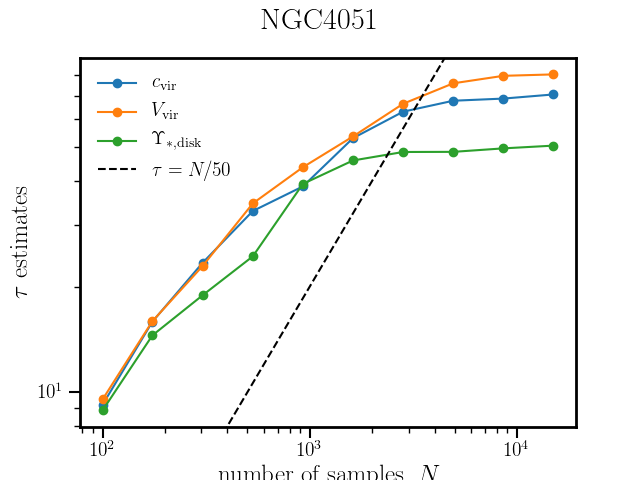 NGC4051
c_vir
V_vir
Υ_*,disk
τ = N/50
τ estimates
10^1
10^2
10^3
10^4
number of samples, N